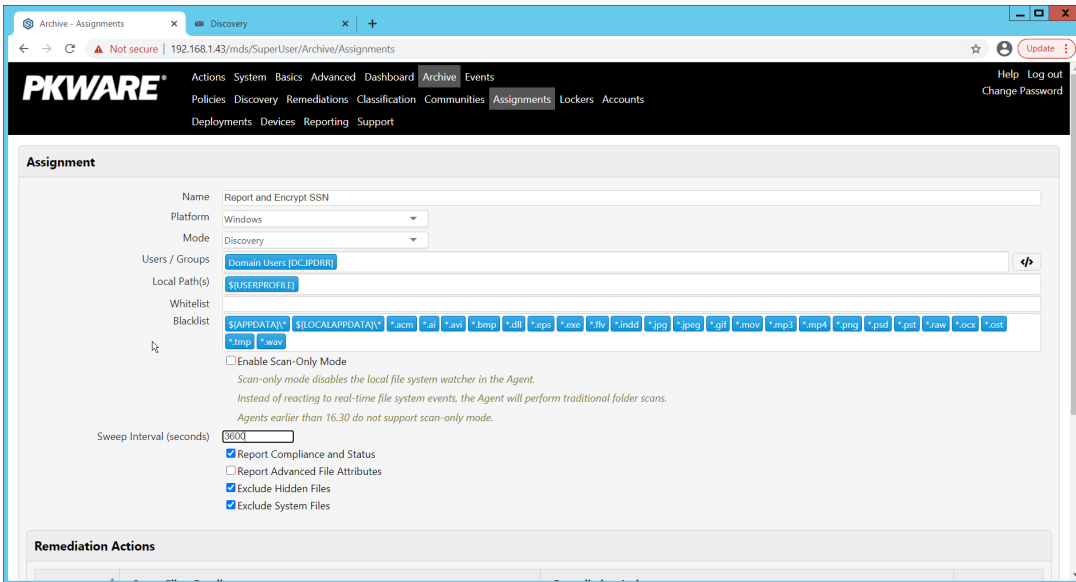 Archive - Assignments
Discovery
Not secure | 192.168.1.43/mds/SuperUser/Archive/Assignments
Update
PKWARE®
Actions System Basics Advanced Dashboard Archive Events
Help Log out
Policies Discovery Remediations Classification Communities Assignments Lockers Accounts
Change Password
Deployments Devices Reporting Support
Assignment
Name Report and Encrypt SSN
Platform Windows
Mode Discovery
Users / Groups Domain Users [DC.IPDRR] </>
Local Path(s) ${USERPROFILE}
Whitelist
Blacklist ${APPDATA}\* ${LOCALAPPDATA}\* *.acm *.ai *.avi *.bmp *.dll *.eps *.exe *.flv *.indd *.jpg *.jpeg *.gif *.mov *.mp3 *.mp4 *.png *.psd *.pst *.raw *.ocx *.ost
*.tmp *.wav
Enable Scan-Only Mode
Scan-only mode disables the local file system watcher in the Agent.
Instead of reacting to real-time file system events, the Agent will perform traditional folder scans.
Agents earlier than 16.30 do not support scan-only mode.
Sweep Interval (seconds) 3600
Report Compliance and Status
Report Advanced File Attributes
Exclude Hidden Files
Exclude System Files
Remediation Actions